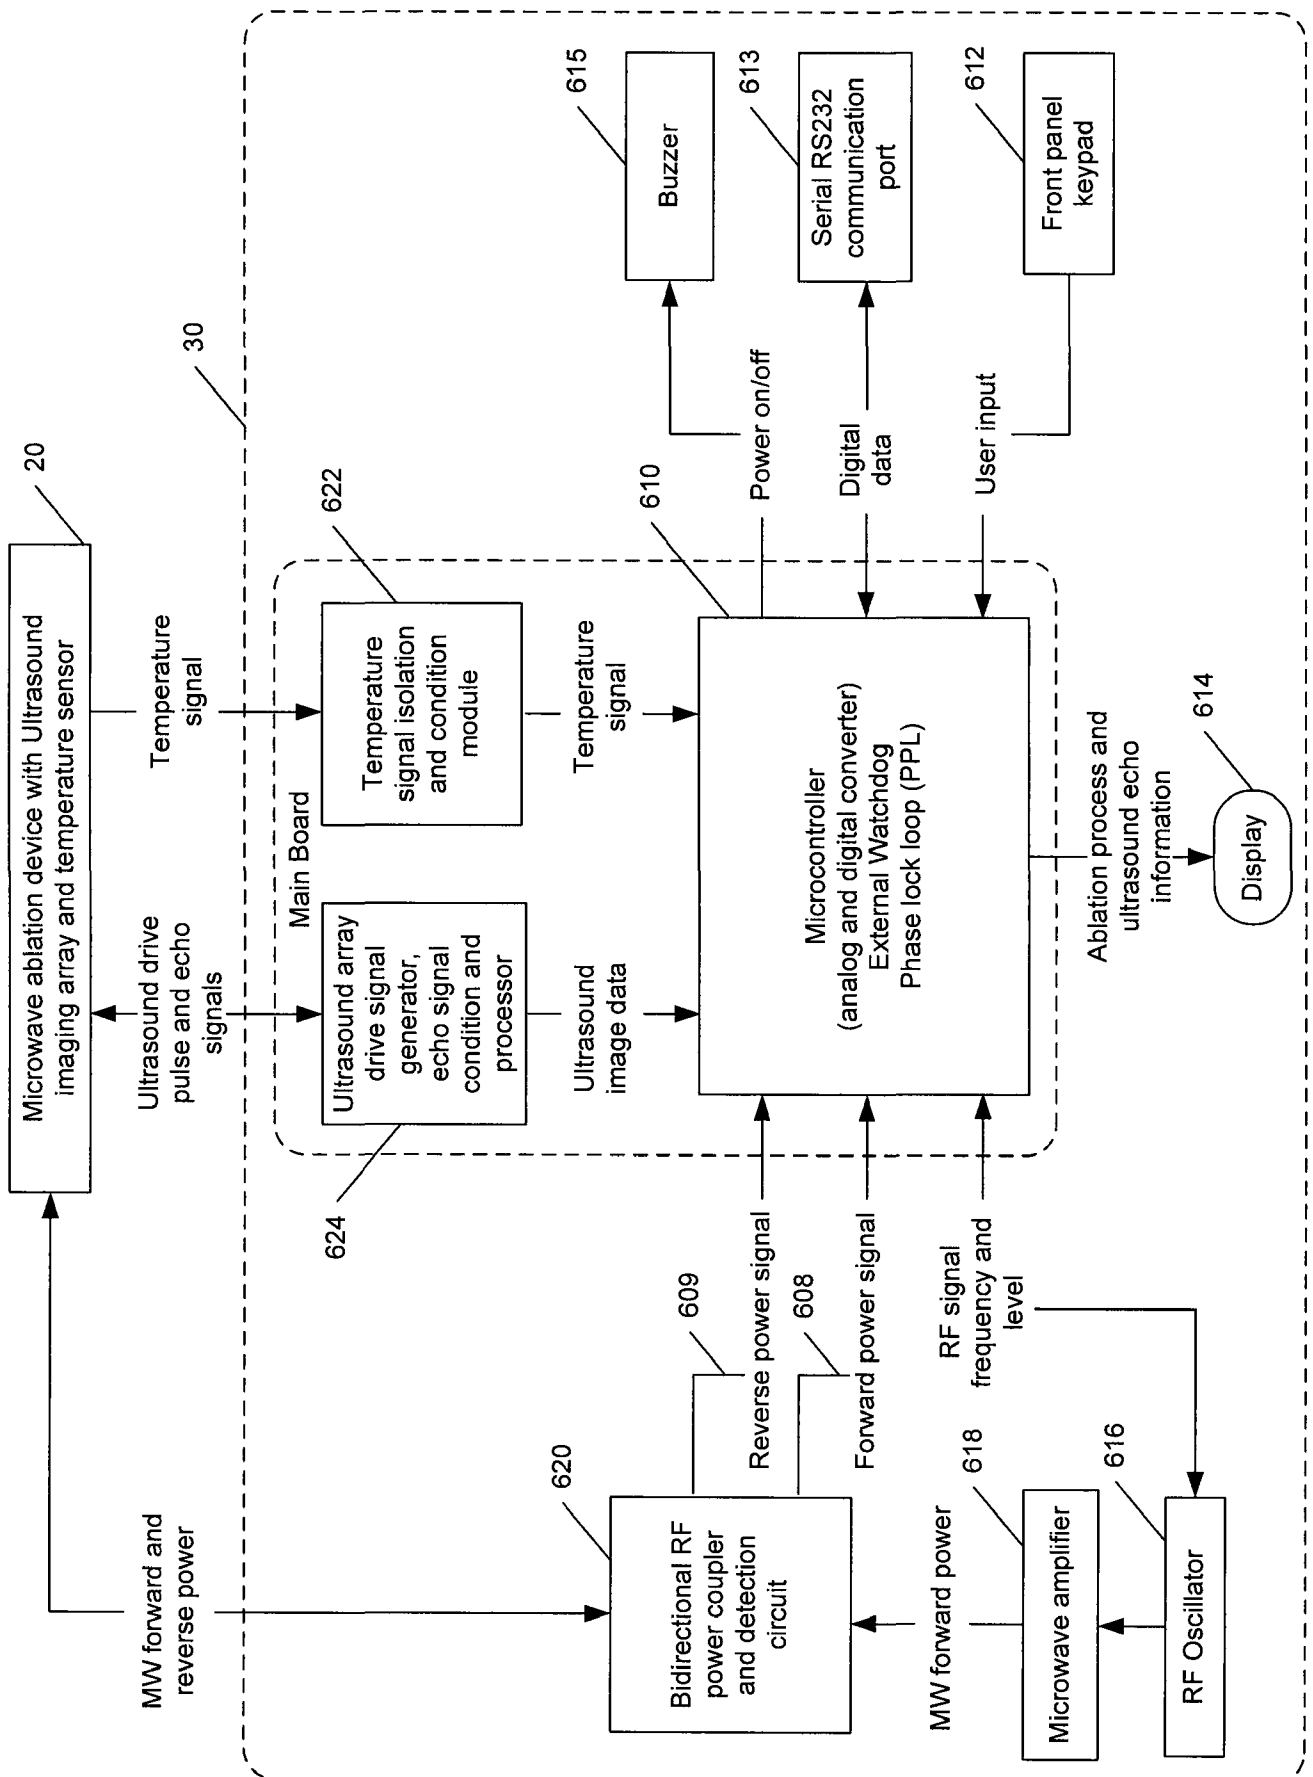 Microwave ablation device with Ultrasound
imaging array and temperature sensor
20
30
MW forward and
reverse power
Ultrasound drive
pulse and echo
signals
Temperature
signal
Main Board
624
Ultrasound array
drive signal
generator,
echo signal
condition and
processor
622
Temperature
signal isolation
and condition
module
Ultrasound
image data
Temperature
signal
620
Bidirectional RF
power coupler
and detection
circuit
609
Reverse power signal
608
Forward power signal
RF signal
frequency and
level
MW forward power
618
Microwave amplifier
616
RF Oscillator
610
Microcontroller
(analog and digital converter)
External Watchdog
Phase lock loop (PPL)
Power on/off
Digital
data
User input
615
Buzzer
613
Serial RS232
communication
port
612
Front panel
keypad
Ablation process and
ultrasound echo
information
614
Display